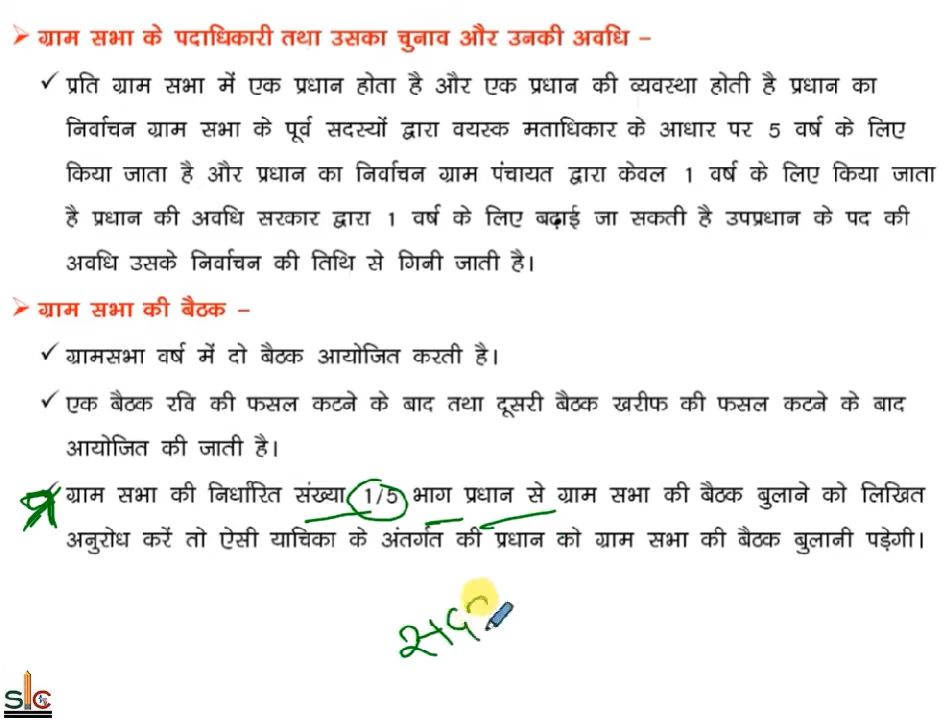 ग्राम सभा के पदाधिकारी तथा उसका चुनाव और उनकी अवधि –
प्रति ग्राम सभा में एक प्रधान होता है और एक प्रधान की व्यवस्था होती है प्रधान का
निर्वाचन ग्राम सभा के पूर्व सदस्यों द्वारा वयस्क मताधिकार के आधार पर 5 वर्ष के लिए
किया जाता है और प्रधान का निर्वाचन ग्राम पंचायत द्वारा केवल 1 वर्ष के लिए किया जाता
है प्रधान की अवधि सरकार द्वारा 1 वर्ष के लिए बढ़ाई जा सकती है उपप्रधान के पद की
अवधि उसके निर्वाचन की तिथि से गिनी जाती है।
ग्राम सभा की बैठक –
ग्रामसभा वर्ष में दो बैठक आयोजित करती है।
एक बैठक रवि की फसल कटने के बाद तथा दूसरी बैठक खरीफ की फसल कटने के बाद
आयोजित की जाती है।
ग्राम सभा की निर्धारित संख्या 1/5 भाग प्रधान से ग्राम सभा की बैठक बुलाने को लिखित
अनुरोध करें तो ऐसी याचिका के अंतर्गत की प्रधान को ग्राम सभा की बैठक बुलानी पड़ेगी।